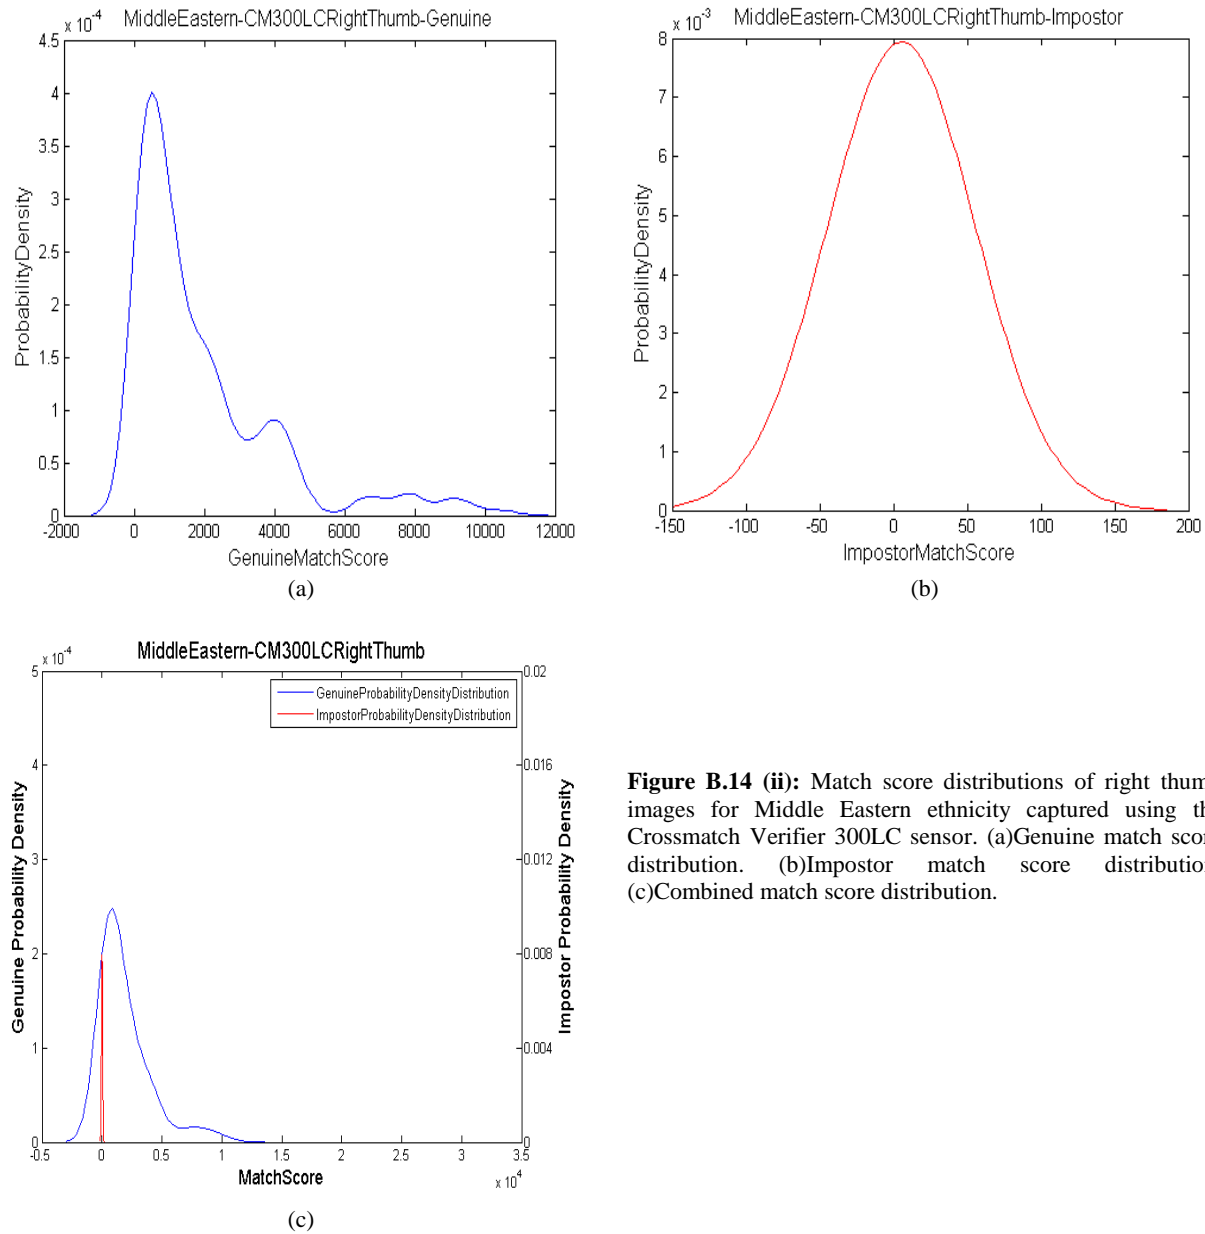 MiddleEastern-CM300LCRightThumb-Genuine
x 10^-4
4.5
4
3.5
3
2.5
2
1.5
1
0.5
0
-2000 0 2000 4000 6000 8000 10000 12000
ProbabilityDensity
GenuineMatchScore
(a)
MiddleEastern-CM300LCRightThumb-Impostor
x 10^-3
8
7
6
5
4
3
2
1
0
-150 -100 -50 0 50 100 150 200
ProbabilityDensity
ImpostorMatchScore
(b)
MiddleEastern-CM300LCRightThumb
x 10^-4
5
4
3
2
1
0
0.02
0.016
0.012
0.008
0.004
0
GenuineProbabilityDensityDistribution
ImpostorProbabilityDensityDistribution
Genuine Probability Density
Impostor Probability Density
-0.5 0 0.5 1 1.5 2 2.5 3 3.5
MatchScore
x 10^4
(c)
Figure B.14 (ii): Match score distributions of right thum
images for Middle Eastern ethnicity captured using th
Crossmatch Verifier 300LC sensor. (a)Genuine match scor
distribution. (b)Impostor match score distribution
(c)Combined match score distribution.